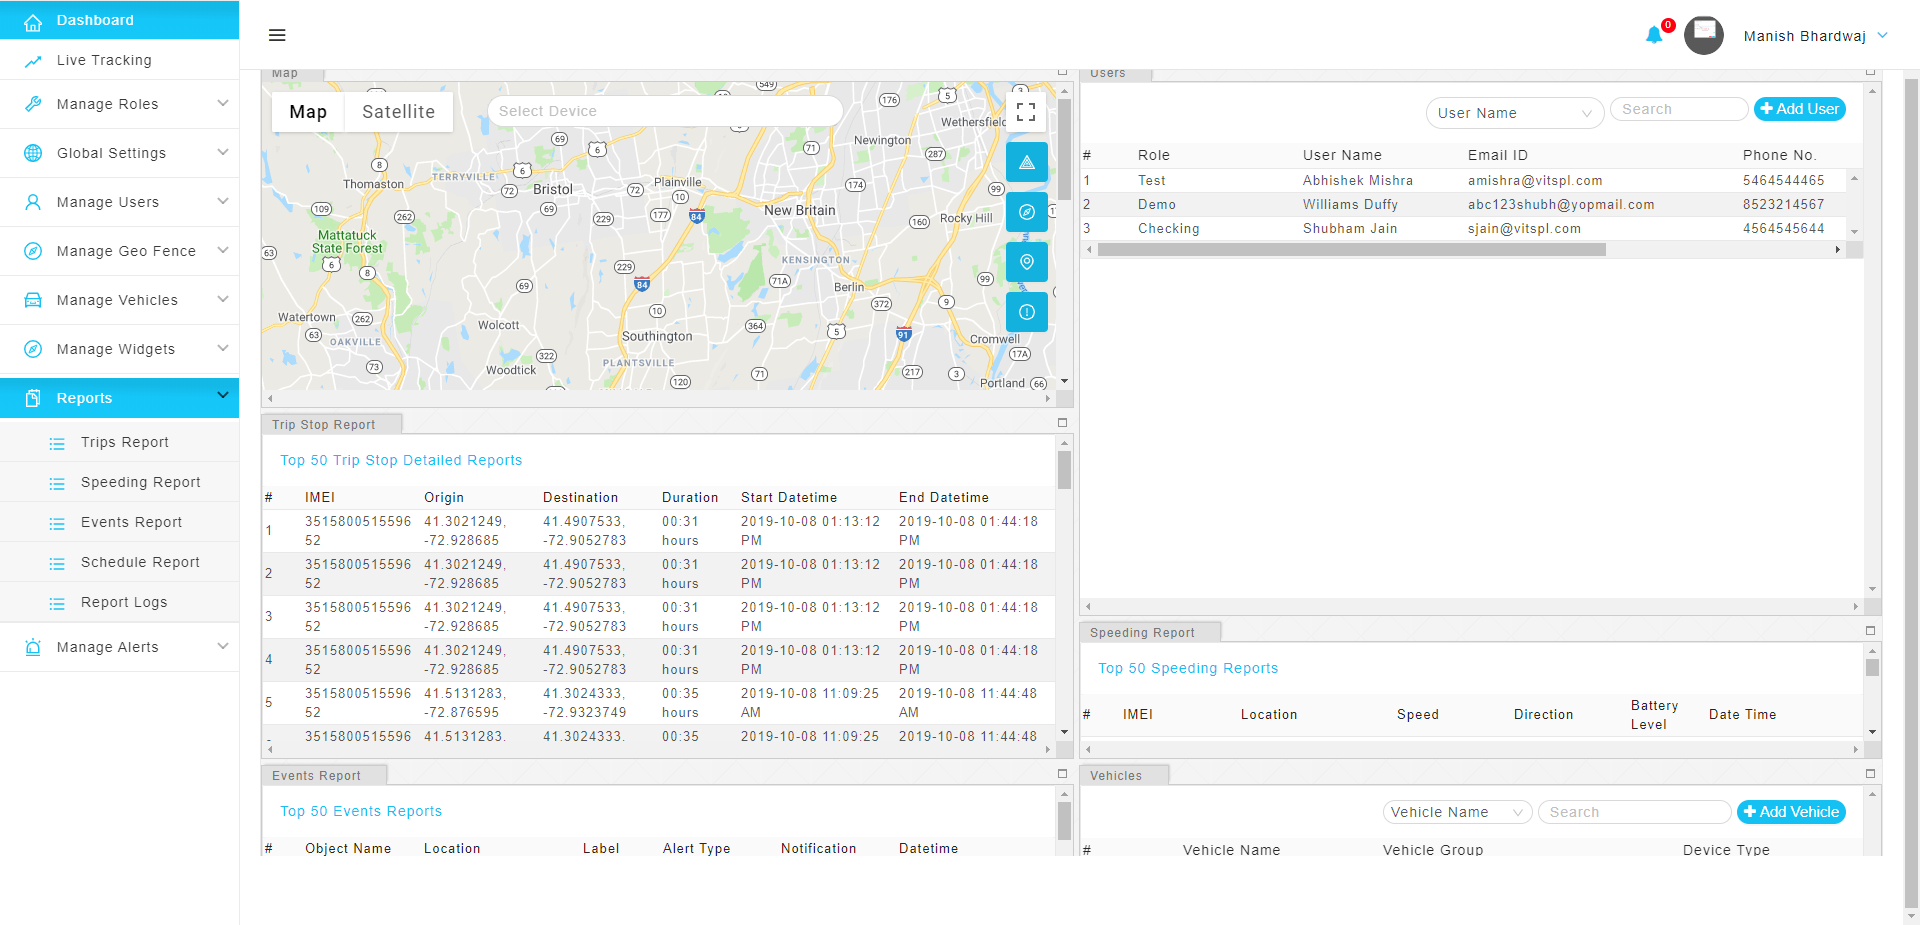 Dashboard
Live Tracking
Manage Roles
Global Settings
Manage Users
Manage Geo Fence
Manage Vehicles
Manage Widgets
Reports
Trips Report
Speeding Report
Events Report
Schedule Report
Report Logs
Manage Alerts
0
Manish Bhardwaj
Map
Map Satellite
Select Device
Wethersfield
Newington
TERRYVILLE
Thomaston
Bristol
Plainville
New Britain
Rocky Hill
Mattatuck
State Forest
KENSINGTON
Berlin
Watertown
OAKVILLE
Wolcott
Southington
Cromwell
Woodtick
PLANTSVILLE
Portland
Trip Stop Report
Top 50 Trip Stop Detailed Reports
# IMEI Origin Destination Duration Start Datetime End Datetime
1 3515800515596 41.3021249, 41.4907533, 00:31 2019-10-08 01:13:12 2019-10-08 01:44:18
52 -72.928685 -72.9052783 hours PM PM
2 3515800515596 41.3021249, 41.4907533, 00:31 2019-10-08 01:13:12 2019-10-08 01:44:18
52 -72.928685 -72.9052783 hours PM PM
3 3515800515596 41.3021249, 41.4907533, 00:31 2019-10-08 01:13:12 2019-10-08 01:44:18
52 -72.928685 -72.9052783 hours PM PM
4 3515800515596 41.3021249, 41.4907533, 00:31 2019-10-08 01:13:12 2019-10-08 01:44:18
52 -72.928685 -72.9052783 hours PM PM
5 3515800515596 41.5131283, 41.3024333, 00:35 2019-10-08 11:09:25 2019-10-08 11:44:48
52 -72.876595 -72.9323749 hours AM AM
3515800515596 41.5131283, 41.3024333, 00:35 2019-10-08 11:09:25 2019-10-08 11:44:48
Events Report
Top 50 Events Reports
# Object Name Location Label Alert Type Notification Datetime
Users
User Name Search Add User
# Role User Name Email ID Phone No.
1 Test Abhishek Mishra amishra@vitspl.com 5464544465
2 Demo Williams Duffy abc123shubh@yopmail.com 8523214567
3 Checking Shubham Jain sjain@vitspl.com 4564545644
Speeding Report
Top 50 Speeding Reports
# IMEI Location Speed Direction Battery Level Date Time
Vehicles
Vehicle Name Search Add Vehicle
# Vehicle Name Vehicle Group Device Type